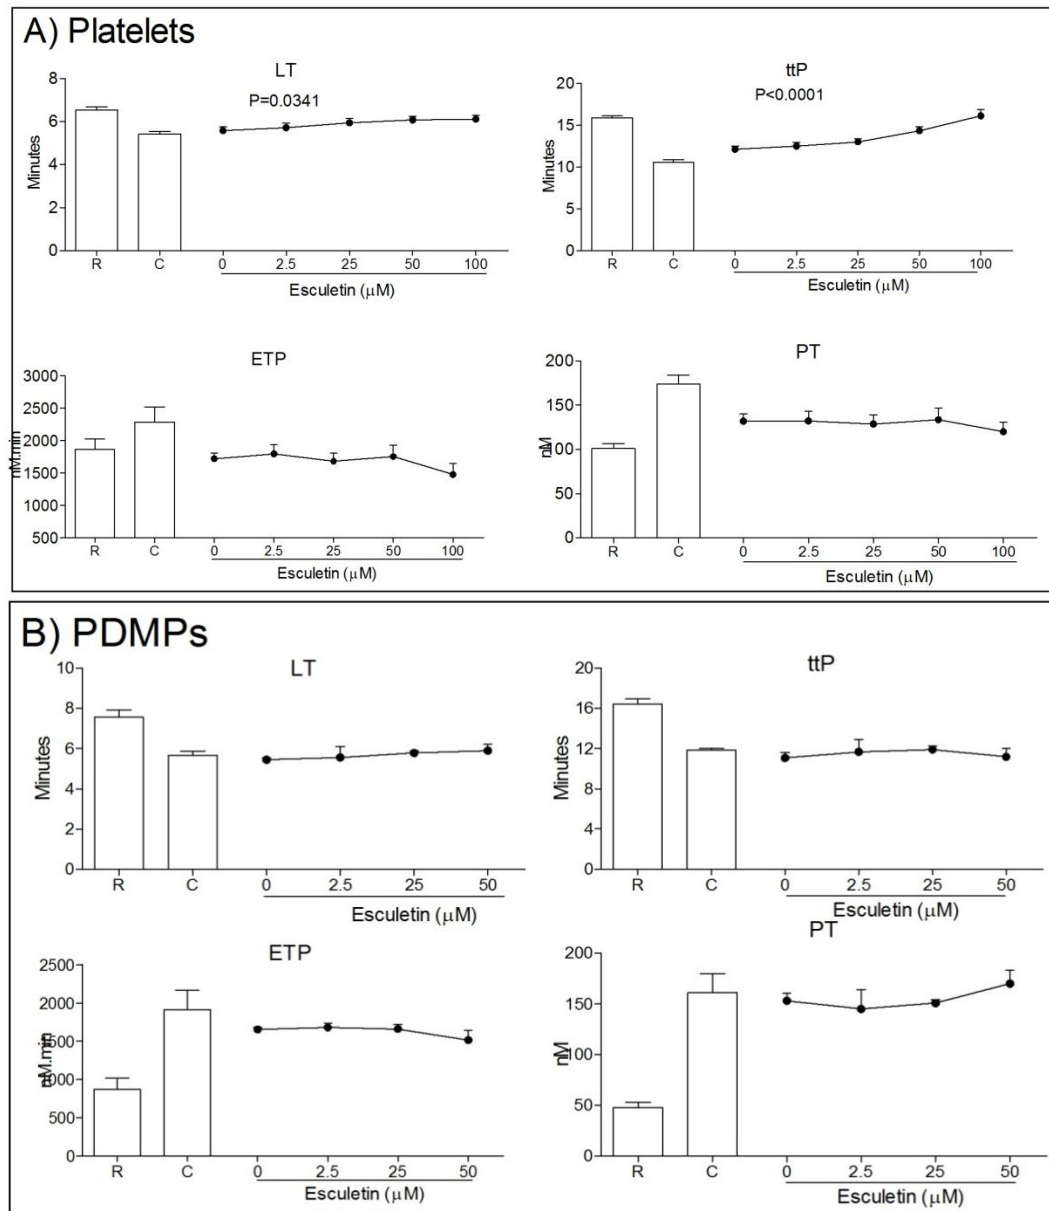 A) Platelets
LT
P=0.0341
Minutes
8
6
4
2
0
R C 0 2.5 25 50 100
Esculetin (μM)
ttP
P<0.0001
Minutes
20
15
10
5
0
R C 0 2.5 25 50 100
Esculetin (μM)
ETP
nM.min
3000
2500
2000
1500
1000
500
R C 0 2.5 25 50 100
Esculetin (μM)
PT
nM
200
150
100
50
0
R C 0 2.5 25 50 100
Esculetin (μM)
B) PDMPs
LT
Minutes
10
8
6
4
2
0
R C 0 2.5 25 50
Esculetin (μM)
ttP
Minutes
20
16
12
8
4
0
R C 0 2.5 25 50
Esculetin (μM)
ETP
nM.min
2500
2000
1500
1000
500
0
R C 0 2.5 25 50
Esculetin (μM)
PT
nM
200
150
100
50
0
R C 0 2.5 25 50
Esculetin (μM)